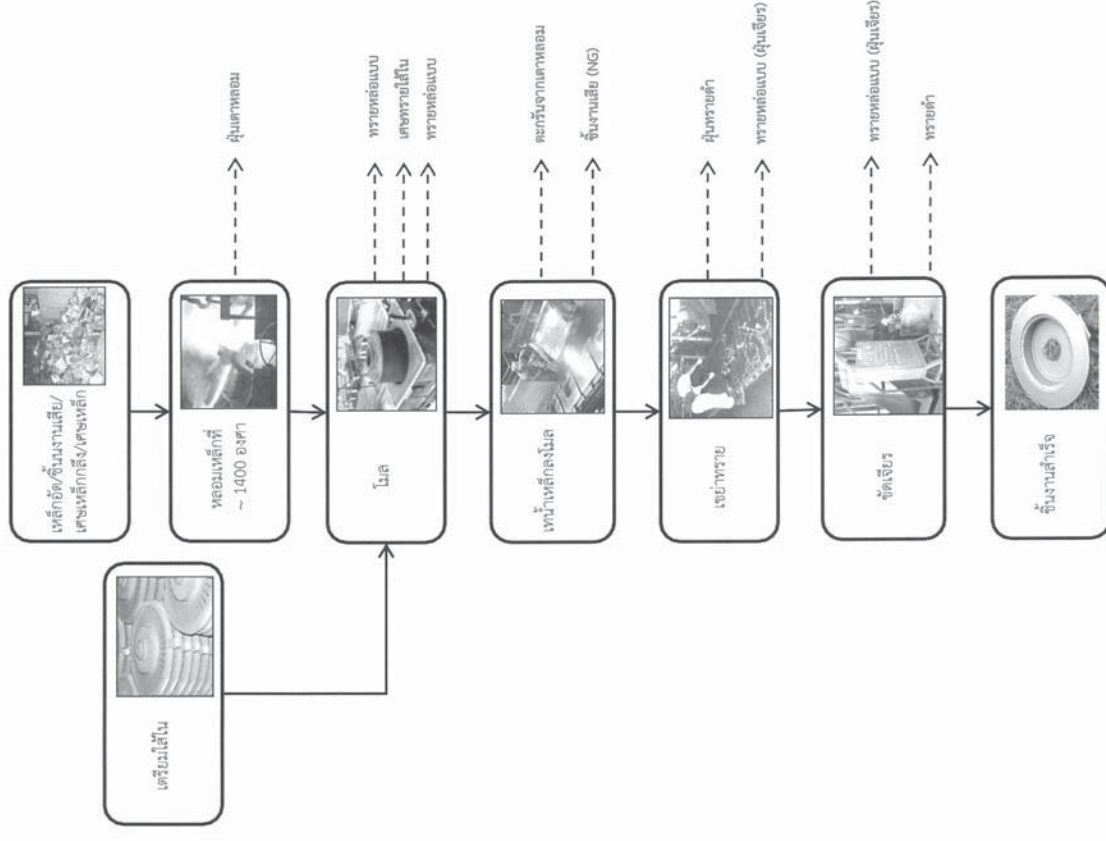 เหล็กอัด/ชิ้นงานเสีย/
เศษเหล็กกลึง/เศษเหล็ก
หลอมเหล็กที่
~ 1400 องศา
ฝุ่นเตาหลอม
เตรียมใส้ใน
โมล
ทรายหล่อแบบ
เศษทรายใส้ใน
ทรายหล่อแบบ
เทน้ำเหล็กลงโมล
ตะกรันจากเตาหลอม
ชิ้นงานเสีย (NG)
เขย่าทราย
ฝุ่นทรายดำ
ทรายหล่อแบบ (ฝุ่นเจียร)
ขัดเจียร
ทรายหล่อแบบ (ฝุ่นเจียร)
ทรายดำ
ชิ้นงานสำเร็จ